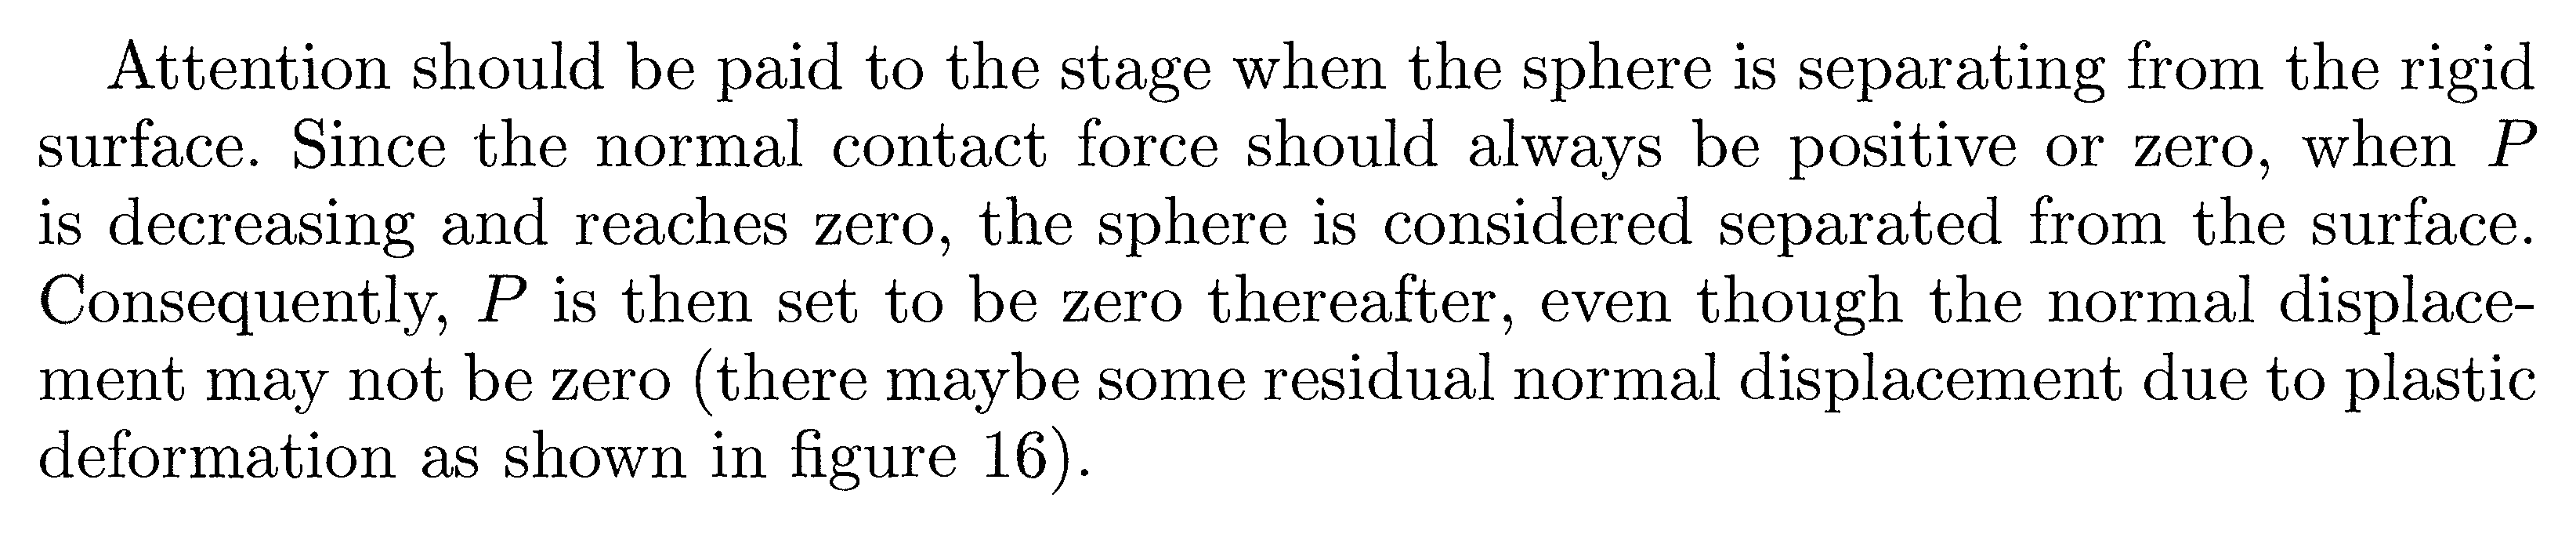 Attention should be paid to the stage when the sphere is separating from the rigid
surface. Since the normal contact force should always be positive or zero, when P
is decreasing and reaches zero, the sphere is considered separated from the surface.
Consequently, P is then set to be zero thereafter, even though the normal displace-
ment may not be zero (there maybe some residual normal displacement due to plastic
deformation as shown in figure 16).